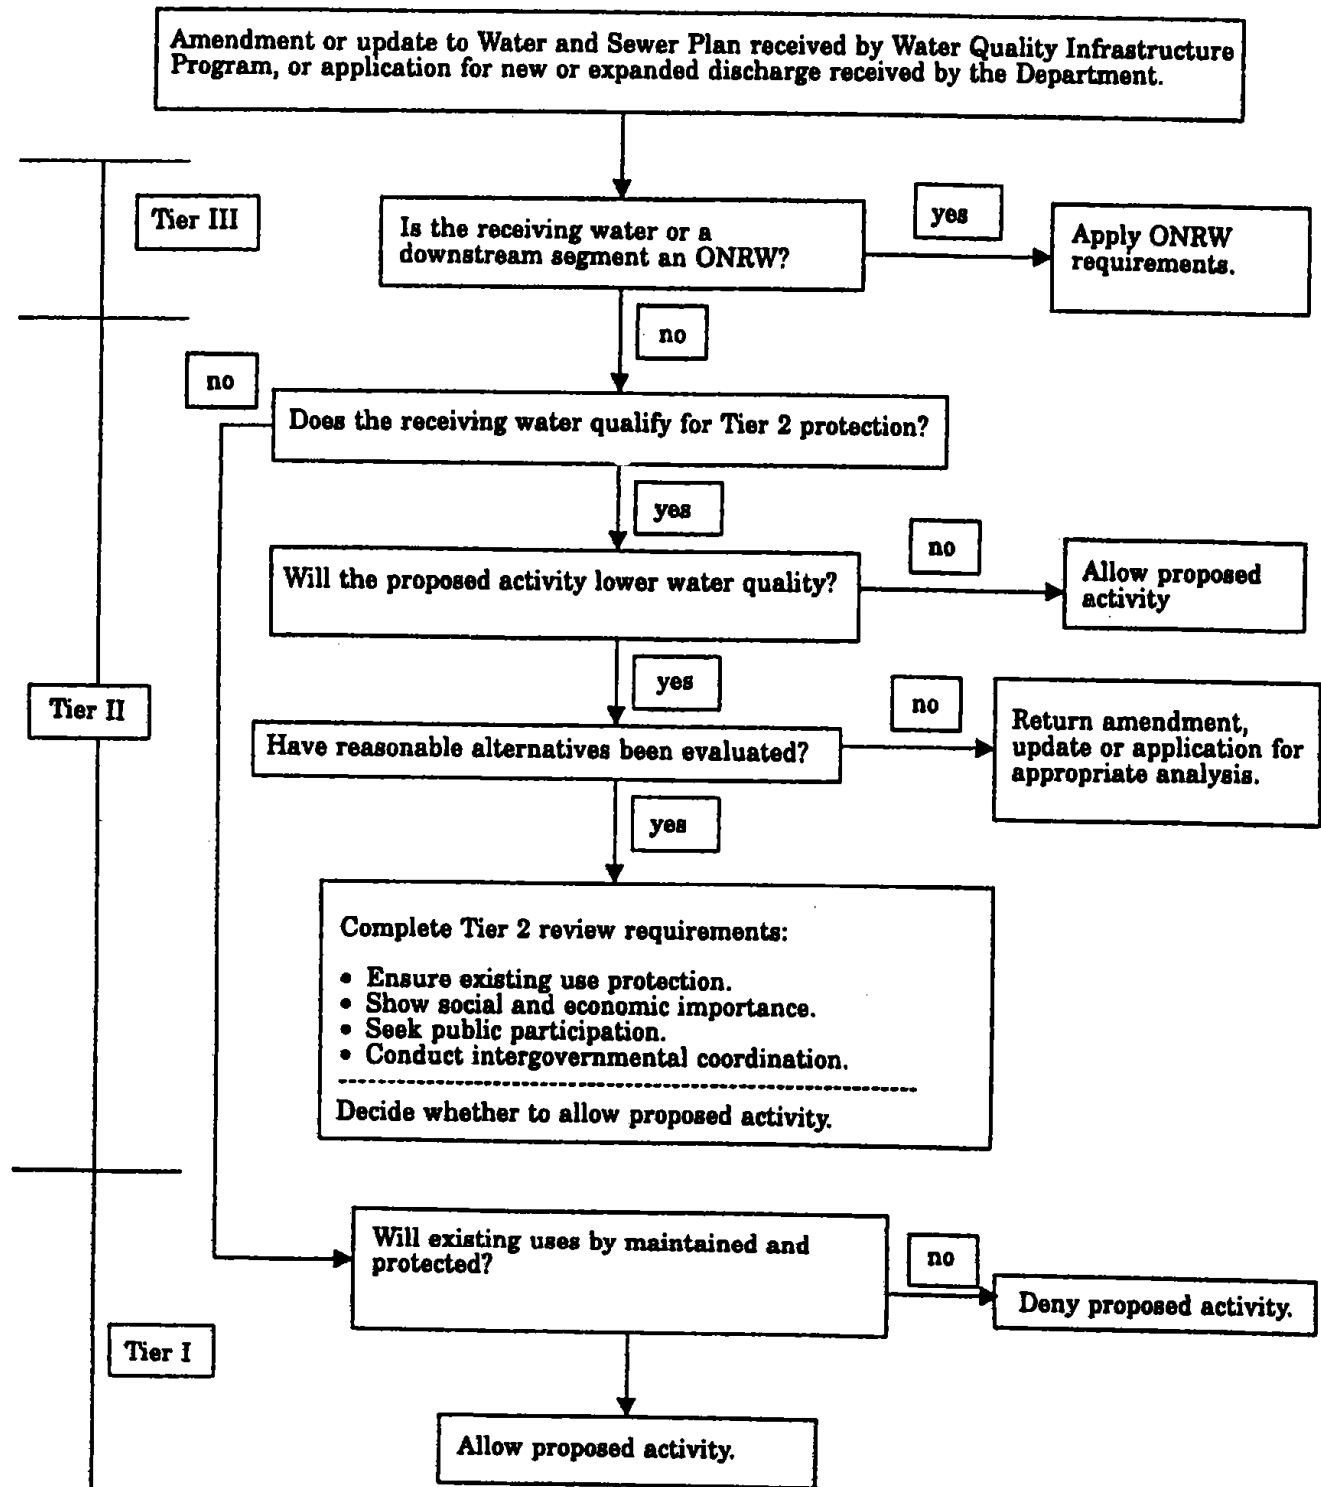 Amendment or update to Water and Sewer Plan received by Water Quality Infrastructure
Program, or application for new or expanded discharge received by the Department.
Tier III
Is the receiving water or a
downstream segment an ONRW?
yes
Apply ONRW
requirements.
no
no
Does the receiving water qualify for Tier 2 protection?
yes
Will the proposed activity lower water quality?
no
Allow proposed
activity
yes
Tier II
Have reasonable alternatives been evaluated?
no
Return amendment,
update or application for
appropriate analysis.
yes
Complete Tier 2 review requirements:
• Ensure existing use protection.
• Show social and economic importance.
• Seek public participation.
• Conduct intergovernmental coordination.
Decide whether to allow proposed activity.
Will existing uses by maintained and
protected?
no
Deny proposed activity.
Tier I
Allow proposed activity.